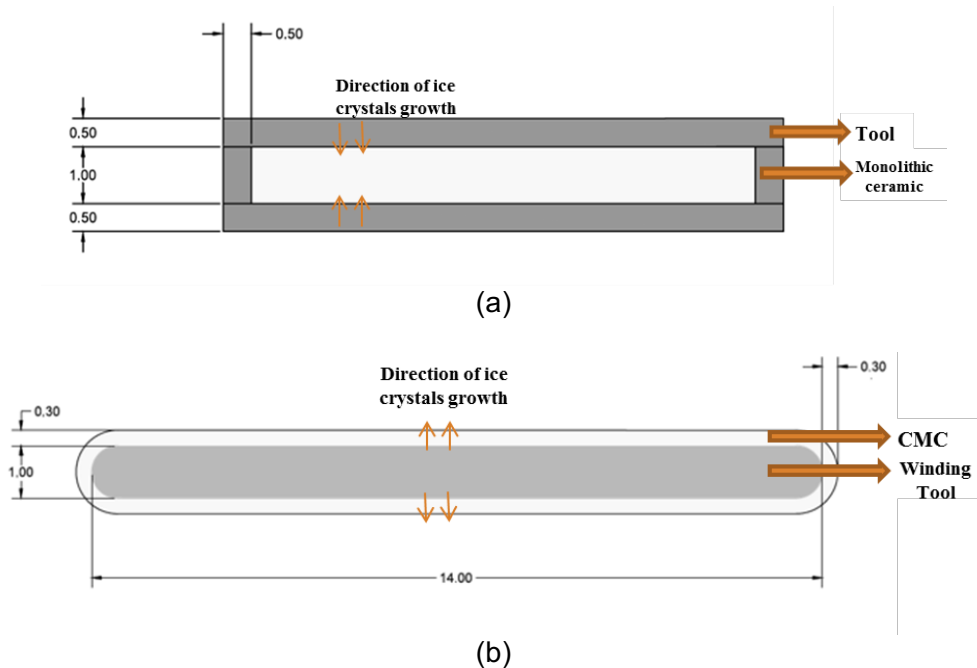 0.50
Direction of ice
crystals growth
0.50
Tool
1.00
Monolithic
ceramic
0.50
(a)
0.30
Direction of ice
crystals growth
0.30
CMC
1.00
Winding
Tool
14.00
(b)